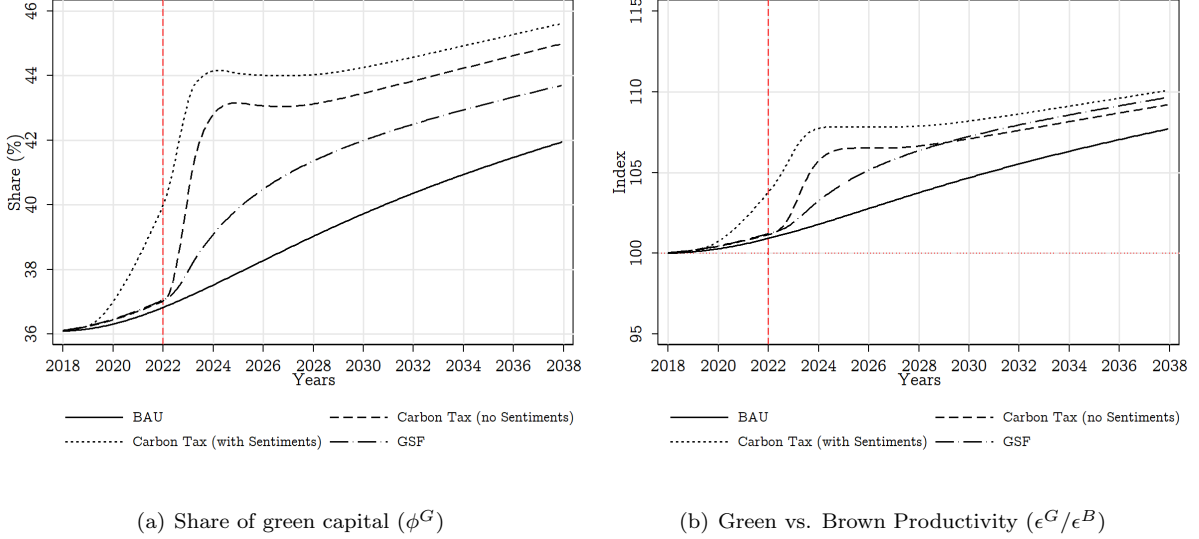 Share (%)
46
44
42
40
38
36
2018 2020 2022 2024 2026 2028 2030 2032 2034 2036 2038
Years
BAU
Carbon Tax (no Sentiments)
Carbon Tax (with Sentiments)
GSF
(a) Share of green capital (ϕ^G)
Index
115
110
105
100
95
2018 2020 2022 2024 2026 2028 2030 2032 2034 2036 2038
Years
BAU
Carbon Tax (no Sentiments)
Carbon Tax (with Sentiments)
GSF
(b) Green vs. Brown Productivity (ϵ^G/ϵ^B)